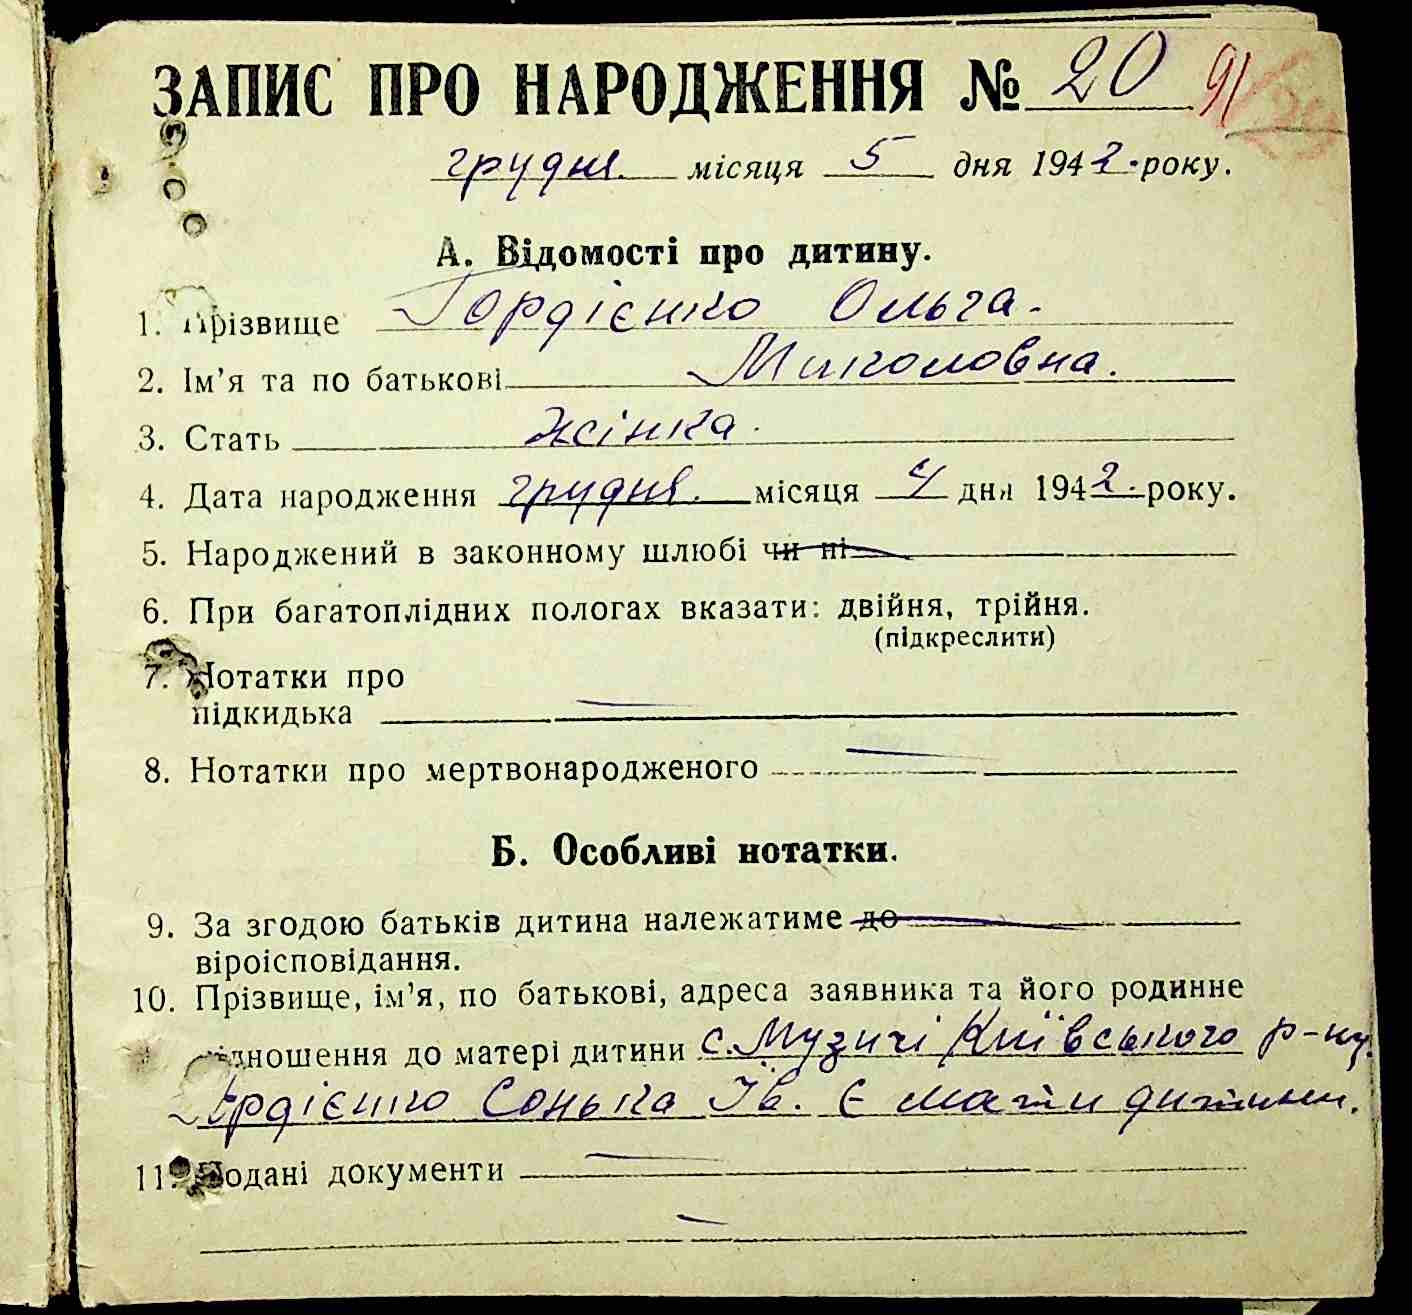 ЗАПИС ПРО НАРОДЖЕННЯ № 20 91
грудня місяця 5 дня 1942 року.
А. Відомості про дитину.
1. Прізвище Гордієнко Ольга.
2. Ім'я та по батькові Миколовна.
3. Стать жінка.
4. Дата народження грудня місяця 4 дня 1942 року.
5. Народжений в законному шлюбі чи ні
6. При багатоплідних пологах вказати: двійня, трійня.
(підкреслити)
7. Нотатки про
підкидька
8. Нотатки про мертвонародженого
Б. Особливі нотатки.
9. За згодою батьків дитина належатиме до
віроісповідання.
10. Прізвище, ім'я, по батькові, адреса заявника та його родинне
відношення до матері дитини с. Музичі Київського р-ну.
Гордієнко Сонька Ів. Є мати дитини.
11. Подані документи